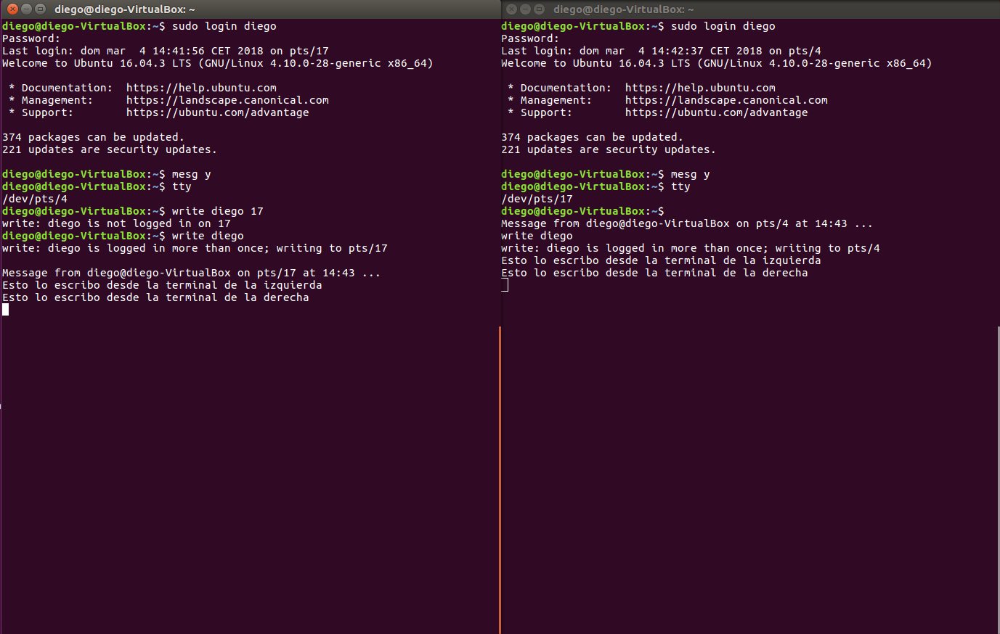 diego@diego-VirtualBox: ~
diego@diego-VirtualBox:~$ sudo login diego
Password:
Last login: dom mar  4 14:41:56 CET 2018 on pts/17
Welcome to Ubuntu 16.04.3 LTS (GNU/Linux 4.10.0-28-generic x86_64)

 * Documentation:  https://help.ubuntu.com
 * Management:     https://landscape.canonical.com
 * Support:        https://ubuntu.com/advantage

374 packages can be updated.
221 updates are security updates.

diego@diego-VirtualBox:~$ mesg y
diego@diego-VirtualBox:~$ tty
/dev/pts/4
diego@diego-VirtualBox:~$ write diego 17
write: diego is not logged in on 17
diego@diego-VirtualBox:~$ write diego
write: diego is logged in more than once; writing to pts/17

Message from diego@diego-VirtualBox on pts/17 at 14:43 ...
Esto lo escribo desde la terminal de la izquierda
Esto lo escribo desde la terminal de la derecha
diego@diego-VirtualBox: ~
diego@diego-VirtualBox:~$ sudo login diego
Password:
Last login: dom mar  4 14:42:37 CET 2018 on pts/4
Welcome to Ubuntu 16.04.3 LTS (GNU/Linux 4.10.0-28-generic x86_64)

 * Documentation:  https://help.ubuntu.com
 * Management:     https://landscape.canonical.com
 * Support:        https://ubuntu.com/advantage

374 packages can be updated.
221 updates are security updates.

diego@diego-VirtualBox:~$ mesg y
diego@diego-VirtualBox:~$ tty
/dev/pts/17
diego@diego-VirtualBox:~$
Message from diego@diego-VirtualBox on pts/4 at 14:43 ...
write diego
write: diego is logged in more than once; writing to pts/4
Esto lo escribo desde la terminal de la izquierda
Esto lo escribo desde la terminal de la derecha